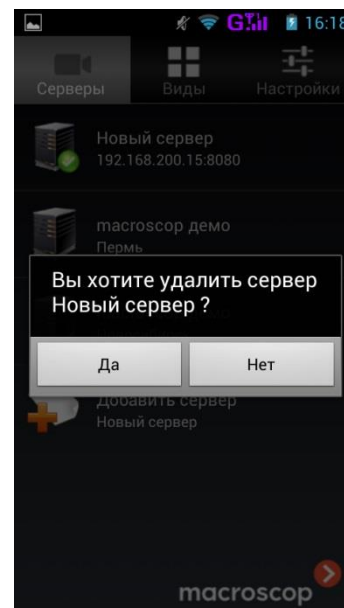 G
16:18
Серверы
Виды
Настройки
Новый сервер
192.168.200.15:8080
macroscop демо
Пермь
Вы хотите удалить сервер
Новый сервер ?
Да
Нет
Добавить сервер
Новый сервер
macroscop